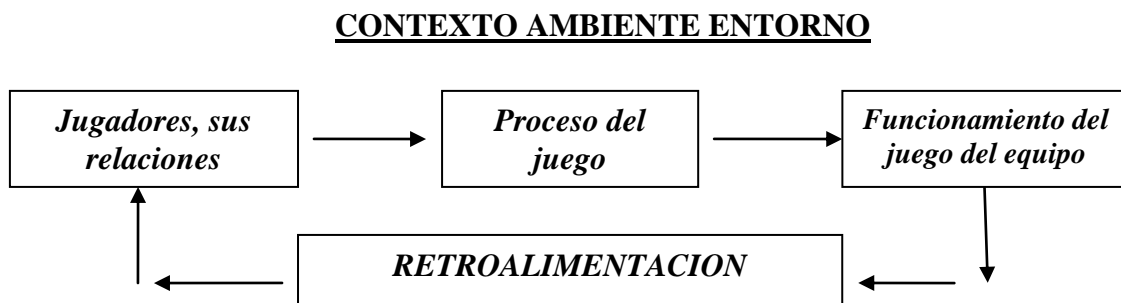 CONTEXTO AMBIENTE ENTORNO
Jugadores, sus
relaciones
Proceso del
juego
Funcionamiento del
juego del equipo
RETROALIMENTACION